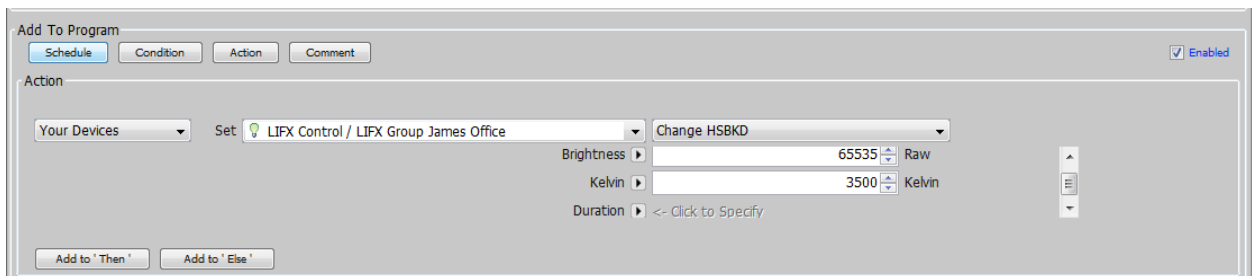 Add To Program
Schedule Condition Action Comment Enabled
Action
Your Devices Set LIFX Control / LIFX Group James Office Change HSBKD
Brightness 65535 Raw
Kelvin 3500 Kelvin
Duration <- Click to Specify
Add to ' Then ' Add to ' Else '